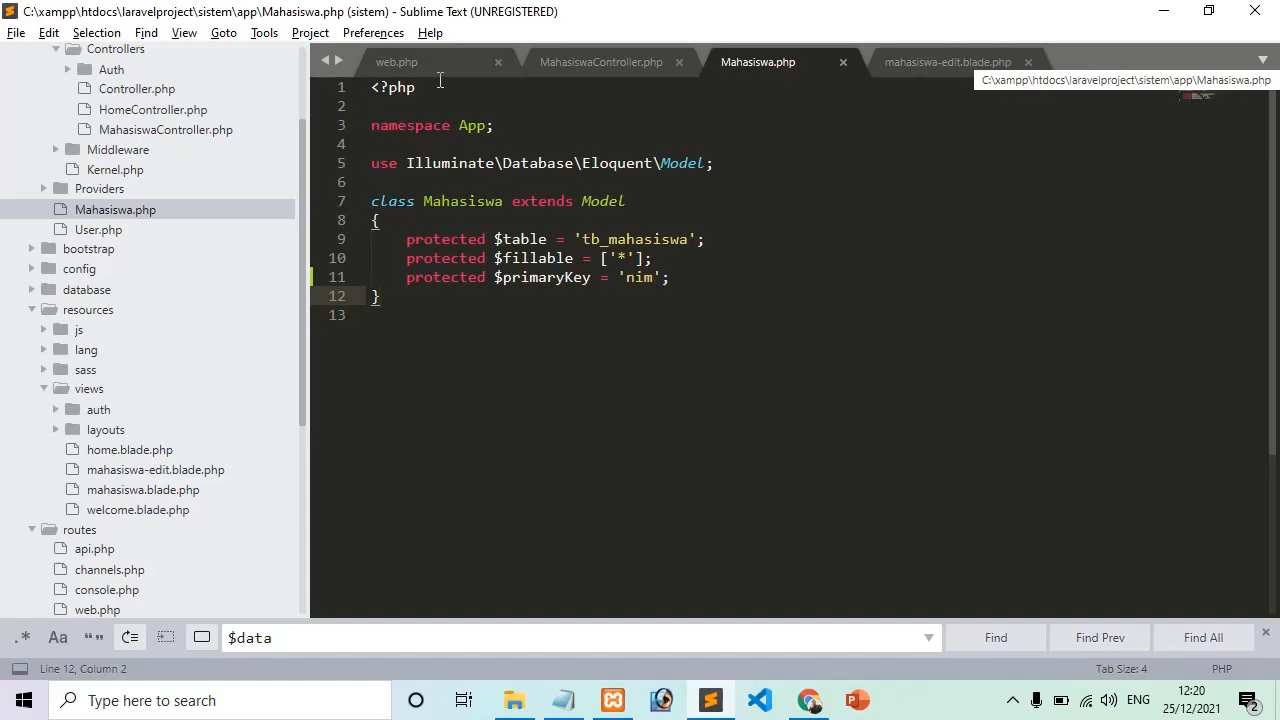 C:\xampp\htdocs\laravelproject\sistem\app\Mahasiswa.php (sistem) - Sublime Text (UNREGISTERED)
File Edit Selection Find View Goto Tools Project Preferences Help
Controllers
Auth
Controller.php
HomeController.php
MahasiswaController.php
Middleware
Kernel.php
Providers
Mahasiswa.php
User.php
bootstrap
config
database
resources
js
lang
sass
views
auth
layouts
home.blade.php
mahasiswa-edit.blade.php
mahasiswa.blade.php
welcome.blade.php
routes
api.php
channels.php
console.php
web.php
web.php MahasiswaController.php Mahasiswa.php mahasiswa-edit.blade.php
C:\xampp\htdocs\laravelproject\sistem\app\Mahasiswa.php
1 <?php
2
3 namespace App;
4
5 use Illuminate\Database\Eloquent\Model;
6
7 class Mahasiswa extends Model
8 {
9 protected $table = 'tb_mahasiswa';
10 protected $fillable = ['*'];
11 protected $primaryKey = 'nim';
12 }
13
.* Aa “” $data Find Find Prev Find All
Line 12, Column 2 Tab Size: 4 PHP
Type here to search ENG 12:20
25/12/2021 2